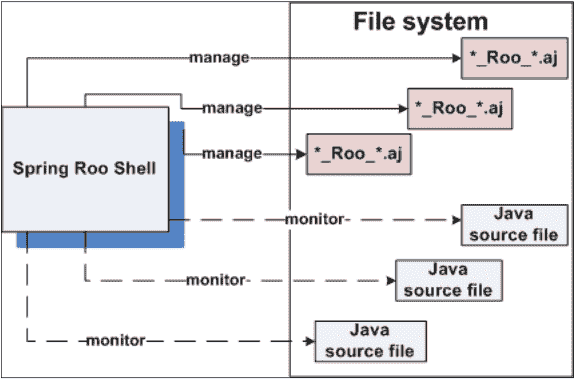 File system
manage
*_Roo_*.aj
manage
*_Roo_*.aj
manage
*_Roo_*.aj
Spring Roo Shell
monitor
Java
source file
monitor
Java
source file
monitor
Java
source file